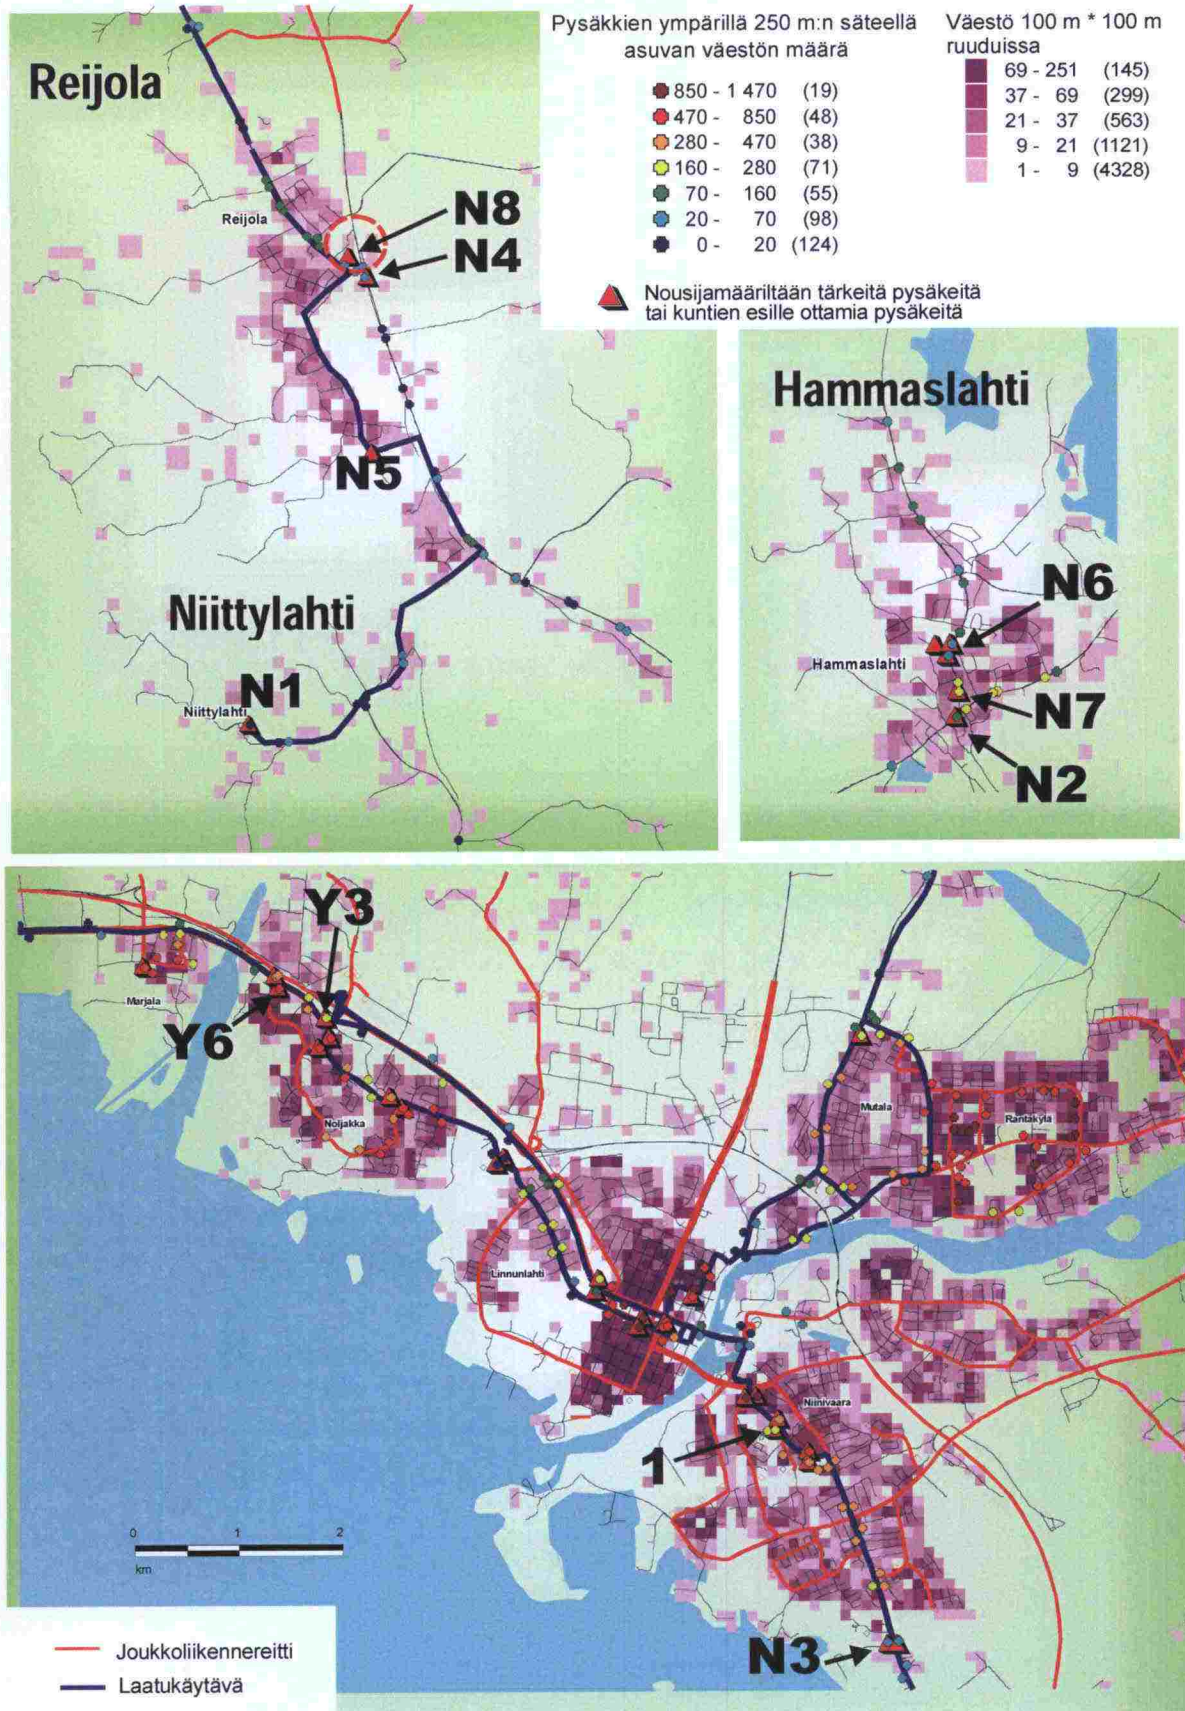 Pysäkkien ympärillä 250 m:n säteellä
asuvan väestön määrä
850 - 1 470 (19)
470 - 850 (48)
280 - 470 (38)
160 - 280 (71)
70 - 160 (55)
20 - 70 (98)
0 - 20 (124)
Väestö 100 m * 100 m
ruuduissa
69 - 251 (145)
37 - 69 (299)
21 - 37 (563)
9 - 21 (1121)
1 - 9 (4328)
Nousijamääriltään tärkeitä pysäkeitä
tai kuntien esille ottamia pysäkeitä
Reijola
Reijola
N8
N4
N5
Niittylahti
N1
Niittylahti
Hammaslahti
N6
Hammaslahti
N7
N2
Y3
Marjala
Y6
Noljakka
Mutala
Rantakylä
Linnunlahti
Niinivaara
1
0 1 2
km
N3
Joukkoliikennereitti
Laatukäytävä